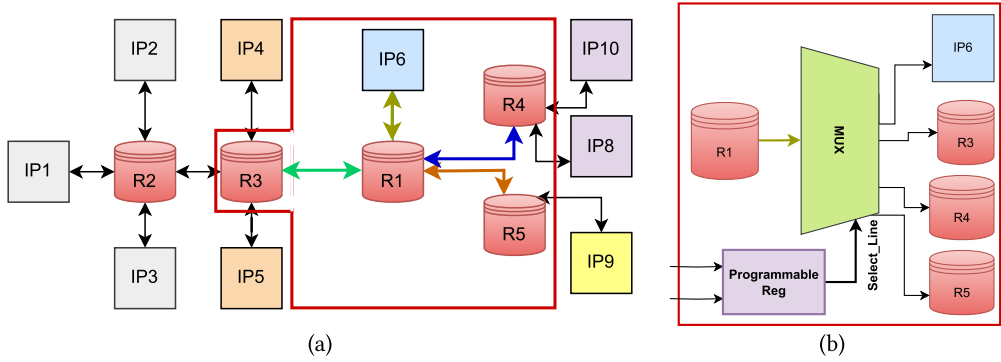 IP2
IP4
IP6
IP10
R4
IP8
IP1
R2
R3
R1
R5
IP3
IP5
IP9
(a)
IP6
R1
MUX
R3
R4
R5
Programmable
Reg
Select_Line
(b)